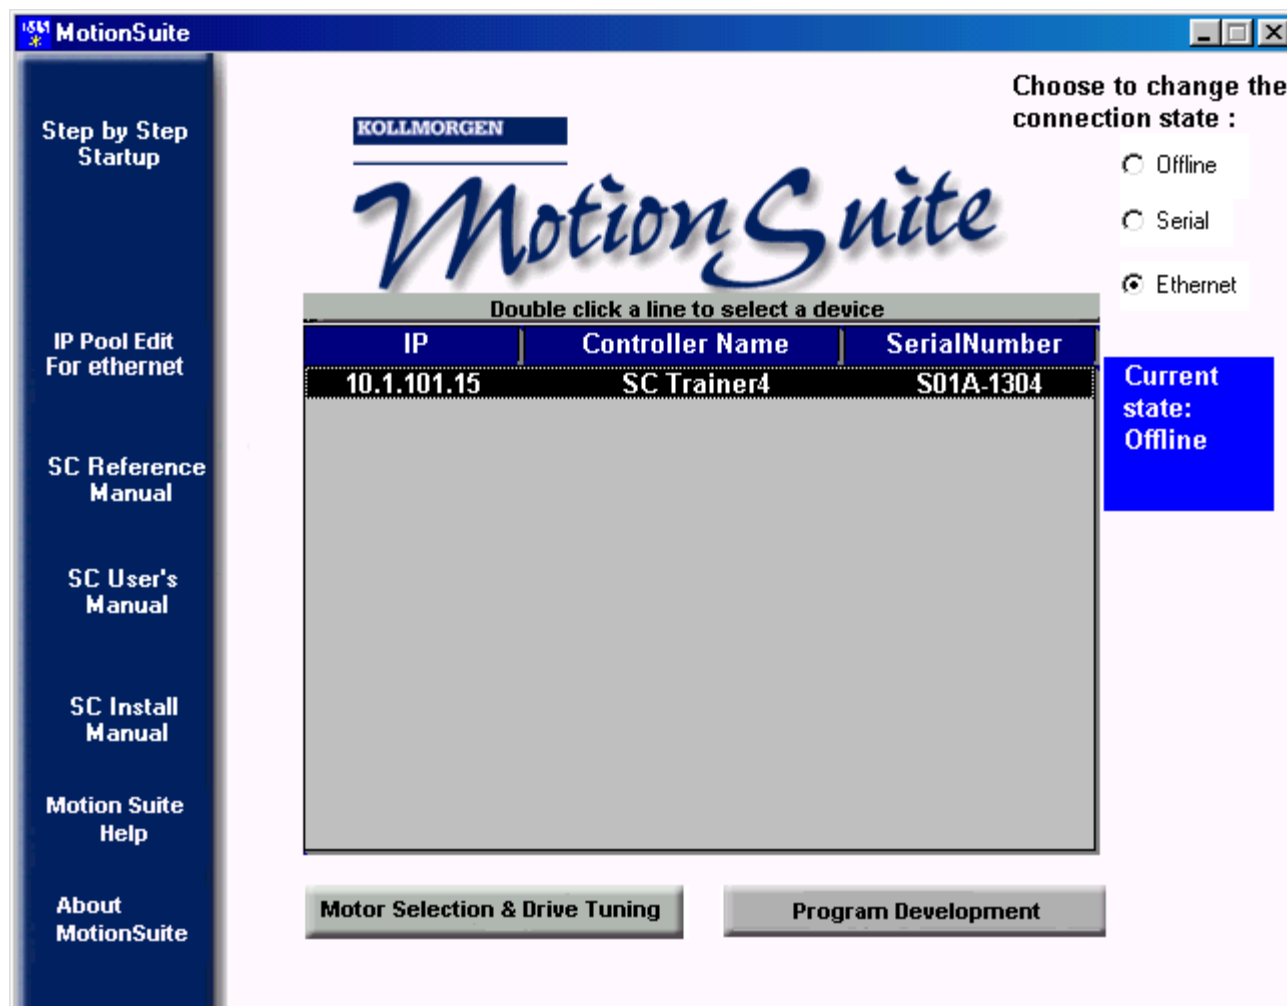 MotionSuite
Step by Step
Startup
IP Pool Edit
For ethernet
SC Reference
Manual
SC User's
Manual
SC Install
Manual
Motion Suite
Help
About
MotionSuite
KOLLMORGEN
MotionSuite
Double click a line to select a device
IP Controller Name SerialNumber
10.1.101.15 SC Trainer4 S01A-1304
Motor Selection & Drive Tuning
Program Development
Choose to change the
connection state :
Offline
Serial
Ethernet
Current
state:
Offline